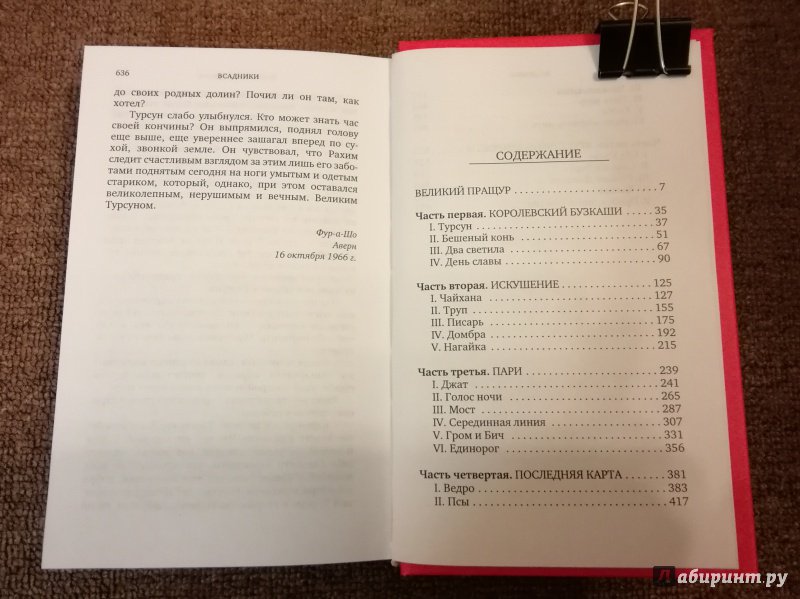 636
ВСАДНИКИ
до своих родных долин? Почил ли он там, как
хотел?
Турсун слабо улыбнулся. Кто может знать час
своей кончины? Он выпрямился, поднял голову
еще выше, еще увереннее зашагал вперед по су-
хой, звонкой земле. Он чувствовал, что Рахим
следит счастливым взглядом за этим лишь его забо-
тами поднятым сегодня на ноги умытым и одетым
стариком, который, однако, при этом оставался
великолепным, нерушимым и вечным. Великим
Турсуном.
Фур-а-Шо
Аверн
16 октября 1966 г.
СОДЕРЖАНИЕ
ВЕЛИКИЙ ПРАЩУР . . . . . . . . . . . . . . . . . . . . . . 7
Часть первая. КОРОЛЕВСКИЙ БУЗКАШИ . . . . . 35
I. Турсун . . . . . . . . . . . . . . . . . . . . . . . . . . 37
II. Бешеный конь . . . . . . . . . . . . . . . . . . . . 51
III. Два светила . . . . . . . . . . . . . . . . . . . . . . 67
IV. День славы . . . . . . . . . . . . . . . . . . . . . . 90
Часть вторая. ИСКУШЕНИЕ . . . . . . . . . . . . . . 125
I. Чайхана . . . . . . . . . . . . . . . . . . . . . . . . 127
II. Труп . . . . . . . . . . . . . . . . . . . . . . . . . . 155
III. Писарь . . . . . . . . . . . . . . . . . . . . . . . . 175
IV. Домбра . . . . . . . . . . . . . . . . . . . . . . . . 192
V. Нагайка . . . . . . . . . . . . . . . . . . . . . . . . 215
Часть третья. ПАРИ . . . . . . . . . . . . . . . . . . . 239
I. Джат . . . . . . . . . . . . . . . . . . . . . . . . . . 241
II. Голос ночи . . . . . . . . . . . . . . . . . . . . . . 265
III. Мост . . . . . . . . . . . . . . . . . . . . . . . . . . 287
IV. Серединная линия . . . . . . . . . . . . . . . . . 307
V. Гром и Бич . . . . . . . . . . . . . . . . . . . . . . 331
VI. Единорог . . . . . . . . . . . . . . . . . . . . . . . 356
Часть четвертая. ПОСЛЕДНЯЯ КАРТА . . . . . . . 381
I. Ведро . . . . . . . . . . . . . . . . . . . . . . . . . . 383
II. Псы . . . . . . . . . . . . . . . . . . . . . . . . . . . 417
Лабиринт.ру